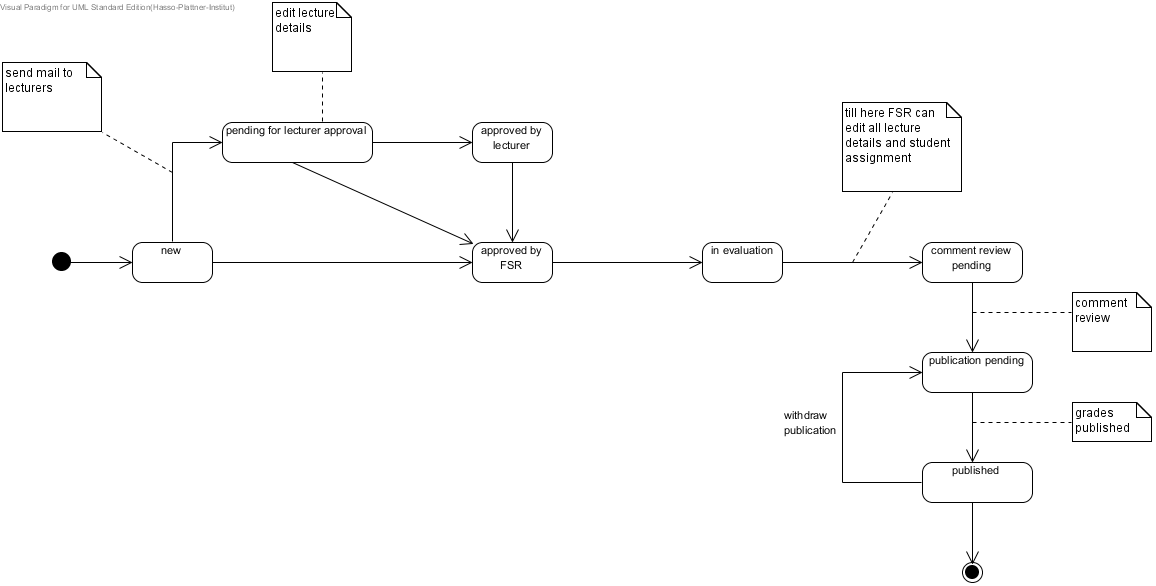 Visual Paradigm for UML Standard Edition(Hasso-Plattner-Institut)
edit lecture
details
send mail to
lecturers
pending for lecturer approval
approved by
lecturer
till here FSR can
edit all lecture
details and student
assignment
new
approved by
FSR
in evaluation
comment review
pending
comment
review
publication pending
withdraw
publication
grades
published
published